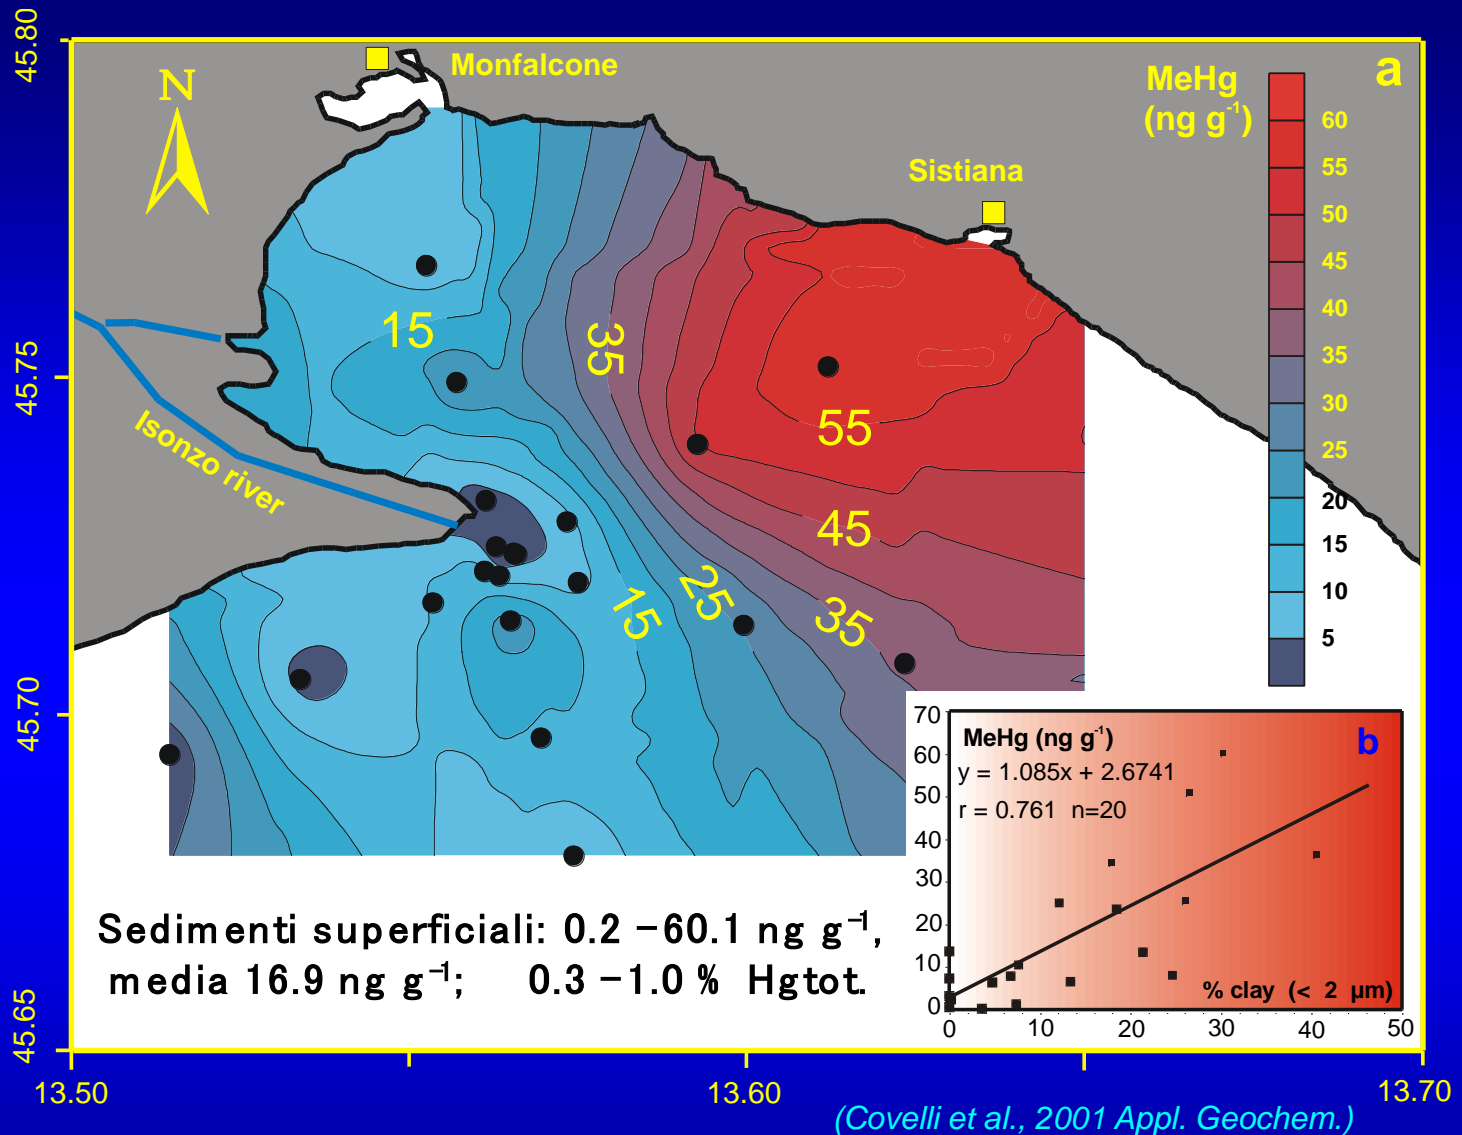 45.80
45.75
45.70
45.65
13.50
13.60
13.70
N
Monfalcone
Sistiana
Isonzo river
a
MeHg
(ng g-1)
60
55
50
45
40
35
30
25
20
15
10
5
15
35
55
45
35
25
15
b
MeHg (ng g-1)
y = 1.085x + 2.6741
r = 0.761 n=20
% clay (< 2 µm)
70
60
50
40
30
20
10
0
0 10 20 30 40 50
Sedimenti superficiali: 0.2 –60.1 ng g–1,
media 16.9 ng g–1; 0.3 –1.0 % Hgtot.
(Covelli et al., 2001 Appl. Geochem.)